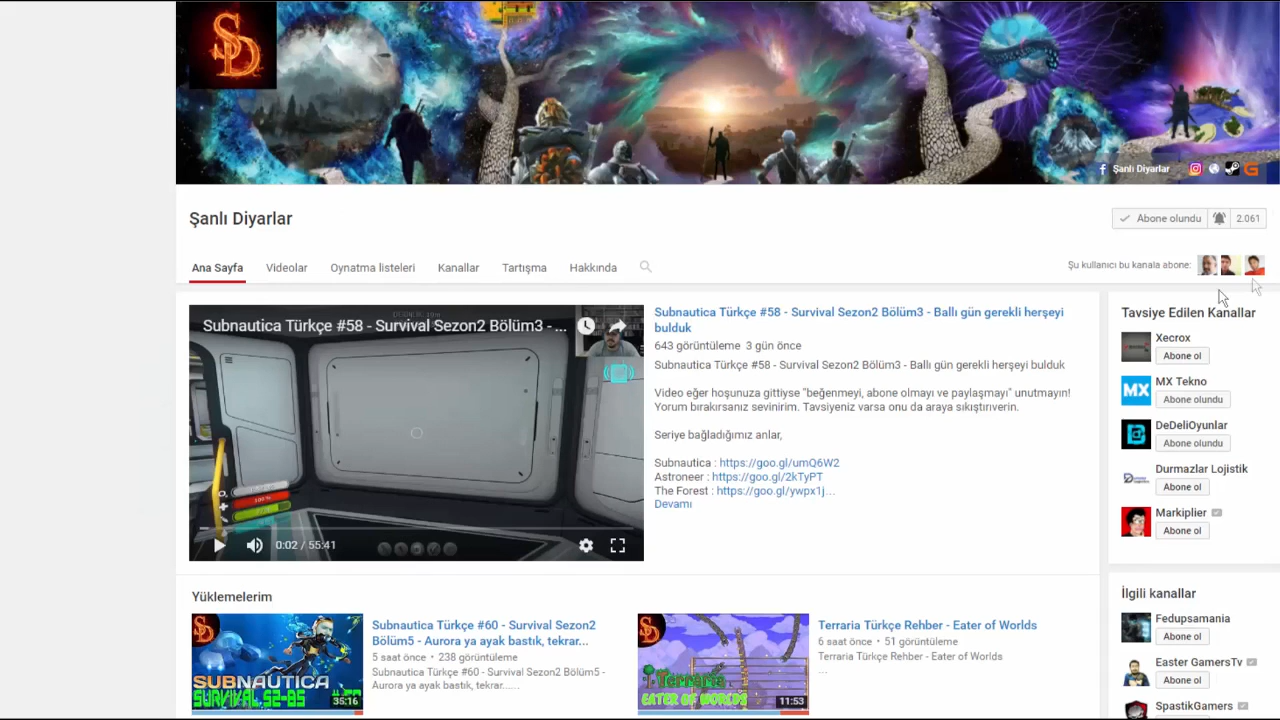 SD
Şanlı Diyarlar
Şanlı Diyarlar
Abone olundu
2.061
Ana Sayfa
Videolar
Oynatma listeleri
Kanallar
Tartışma
Hakkında
Şu kullanıcı bu kanala abone:
Subnautica Türkçe #58 - Survival Sezon2 Bölüm3 - ...
100 %
0:02 / 55:41
Subnautica Türkçe #58 - Survival Sezon2 Bölüm3 - Ballı gün gerekli herşeyi
bulduk
643 görüntüleme 3 gün önce
Subnautica Türkçe #58 - Survival Sezon2 Bölüm3 - Ballı gün gerekli herşeyi bulduk
Video eğer hoşunuza gittiyse "beğenmeyi, abone olmayı ve paylaşmayı" unutmayın!
Yorum bırakırsanız sevinirim. Tavsiyeniz varsa onu da araya sıkıştırıverin.
Seriye bağladığımız anlar,
Subnautica : https://goo.gl/umQ6W2
Astroneer : https://goo.gl/2kTyPT
The Forest : https://goo.gl/ywpx1j...
Devamı
Tavsiye Edilen Kanallar
Xecrox
Abone ol
MX
MX Tekno
Abone olundu
DeDeliOyunlar
Abone olundu
Durmazlar Lojistik
Abone ol
Markiplier
Abone ol
Yüklemelerim
SUBNAUTICA
SURVIVAL S2-B5
35:16
Subnautica Türkçe #60 - Survival Sezon2
Bölüm5 - Aurora ya ayak bastık, tekrar...
5 saat önce • 238 görüntüleme
Subnautica Türkçe #60 - Survival Sezon2 Bölüm5 -
Aurora ya ayak bastık, tekrar......
Terraria
EATER OF WORLDS
11:53
Terraria Türkçe Rehber - Eater of Worlds
6 saat önce • 51 görüntüleme
Terraria Türkçe Rehber - Eater of Worlds
...
İlgili kanallar
Fedupsamania
Abone ol
Easter GamersTv
Abone ol
SpastikGamers